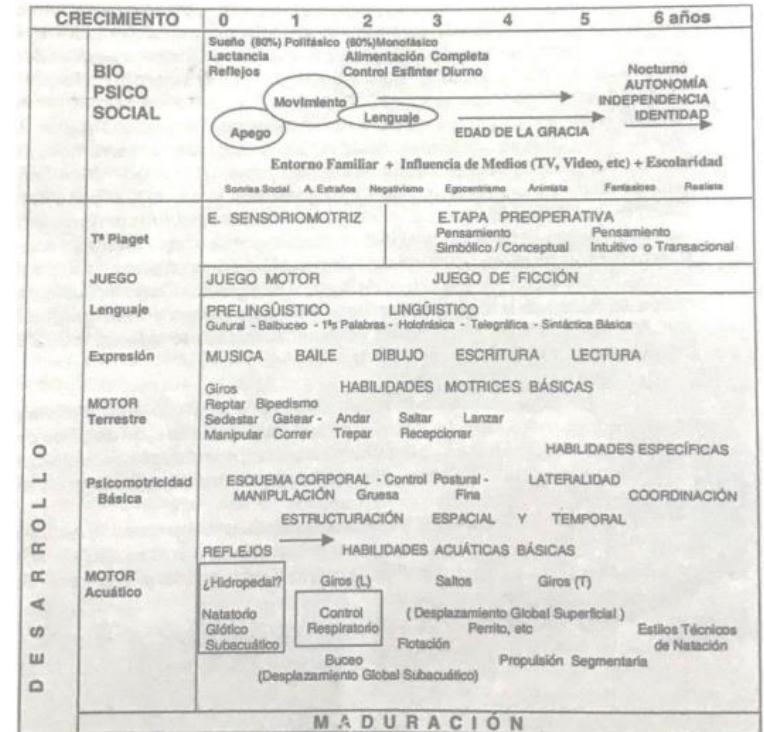 CRECIMIENTO 0 1 2 3 4 5 6 años
Sueño (80%) Polifásico (60%)Monofásico
Lactancia Alimentación Completa
Reflejos Control Esfinter Diurno
BIO
PSICO
SOCIAL
Nocturno
AUTONOMÍA
INDEPENDENCIA
IDENTIDAD
Movimiento
Lenguaje
Apego
EDAD DE LA GRACIA
Entorno Familiar + Influencia de Medios (TV, Video, etc) + Escolaridad
Sonrisa Social A. Extraños Negativismo Egocentrismo Animista Fantasioso Realista
Tª Piaget
E. SENSORIOMOTRIZ E.TAPA PREOPERATIVA
Pensamiento Pensamiento
Simbólico / Conceptual Intuitivo o Transacional
JUEGO JUEGO MOTOR JUEGO DE FICCIÓN
Lenguaje PRELINGÜISTICO LINGÜISTICO
Gutural - Balbuceo - 1ªs Palabras - Holofrásica - Telegráfica - Sintáctica Básica
Expresión MUSICA BAILE DIBUJO ESCRITURA LECTURA
MOTOR
Terrestre
Giros HABILIDADES MOTRICES BÁSICAS
Reptar Bipedismo
Sedestar Gatear - Andar Saltar Lanzar
Manipular Correr Trepar Recepcionar
HABILIDADES ESPECÍFICAS
Psicomotricidad
Básica
ESQUEMA CORPORAL - Control Postural - LATERALIDAD
MANIPULACIÓN Gruesa Fina COORDINACIÓN
ESTRUCTURACIÓN ESPACIAL Y TEMPORAL
MOTOR
Acuático
REFLEJOS HABILIDADES ACUÁTICAS BÁSICAS
¿Hidropedal? Giros (L) Saltos Giros (T)
Natatorio Control ( Desplazamiento Global Superficial )
Glótico Respiratorio Perrito, etc Estilos Técnicos
Subacuático Flotación de Natación
Buceo Propulsión Segmentaria
(Desplazamiento Global Subacuático)
DESARROLLO
MADURACIÓN